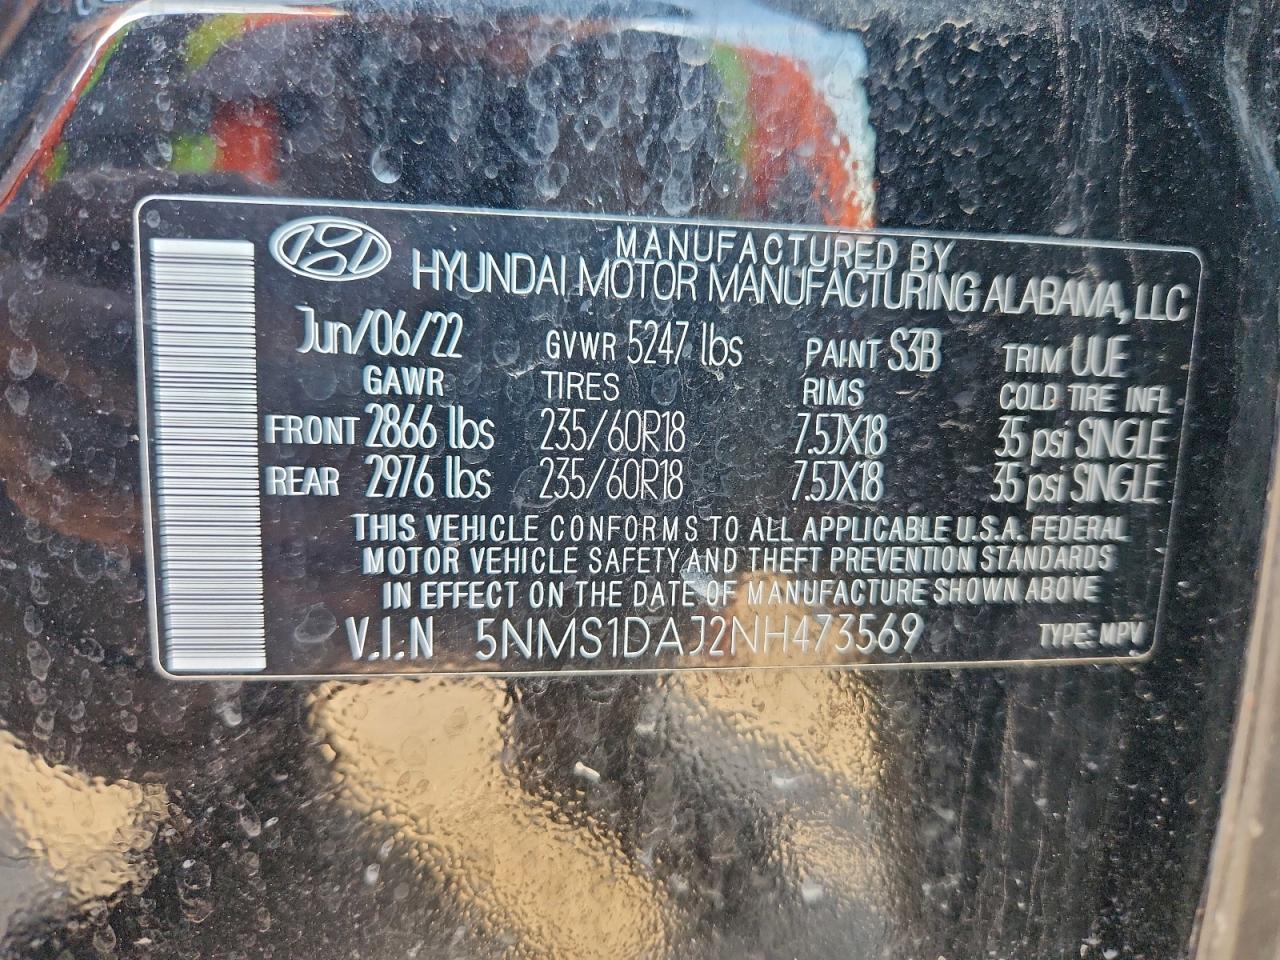 MANUFACTURED BY
HYUNDAI MOTOR MANUFACTURING ALABAMA, LLC
Jun/06/22 GVWR 5247 lbs PAINT S3B TRIM UUE
GAWR TIRES RIMS COLD TIRE INFL
FRONT 2866 lbs 235/60R18 7.5JX18 35 psi SINGLE
REAR 2976 lbs 235/60R18 7.5JX18 35 psi SINGLE
THIS VEHICLE CONFORMS TO ALL APPLICABLE U.S.A. FEDERAL
MOTOR VEHICLE SAFETY AND THEFT PREVENTION STANDARDS
IN EFFECT ON THE DATE OF MANUFACTURE SHOWN ABOVE
V.I.N 5NMS1DAJ2NH473569 TYPE: MPV